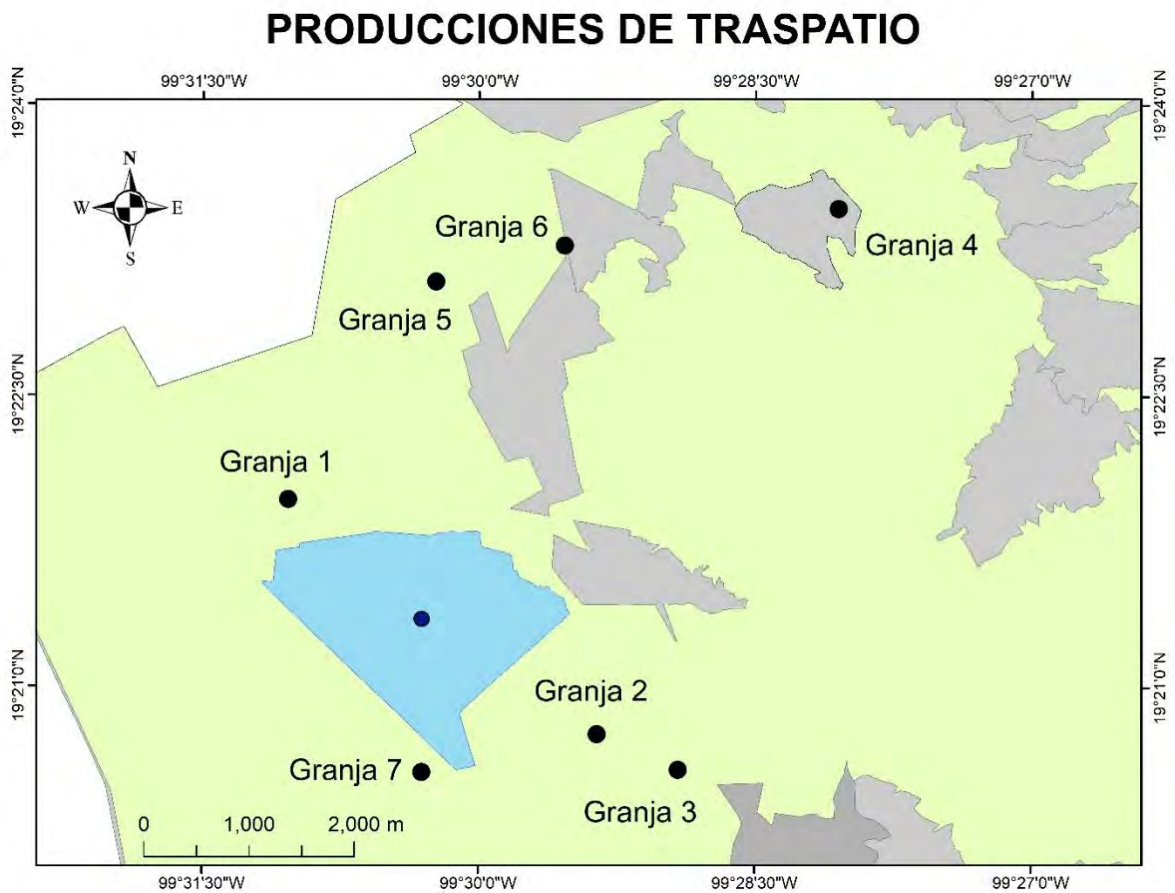 PRODUCCIONES DE TRASPATIO
99°31'30"W 99°30'0"W 99°28'30"W 99°27'0"W
19°24'0"N 19°24'0"N
N
W E
S
Granja 6
Granja 4
Granja 5
19°22'30"N 19°22'30"N
Granja 1
19°21'0"N 19°21'0"N
Granja 2
Granja 7
Granja 3
0 1,000 2,000 m
99°31'30"W 99°30'0"W 99°28'30"W 99°27'0"W